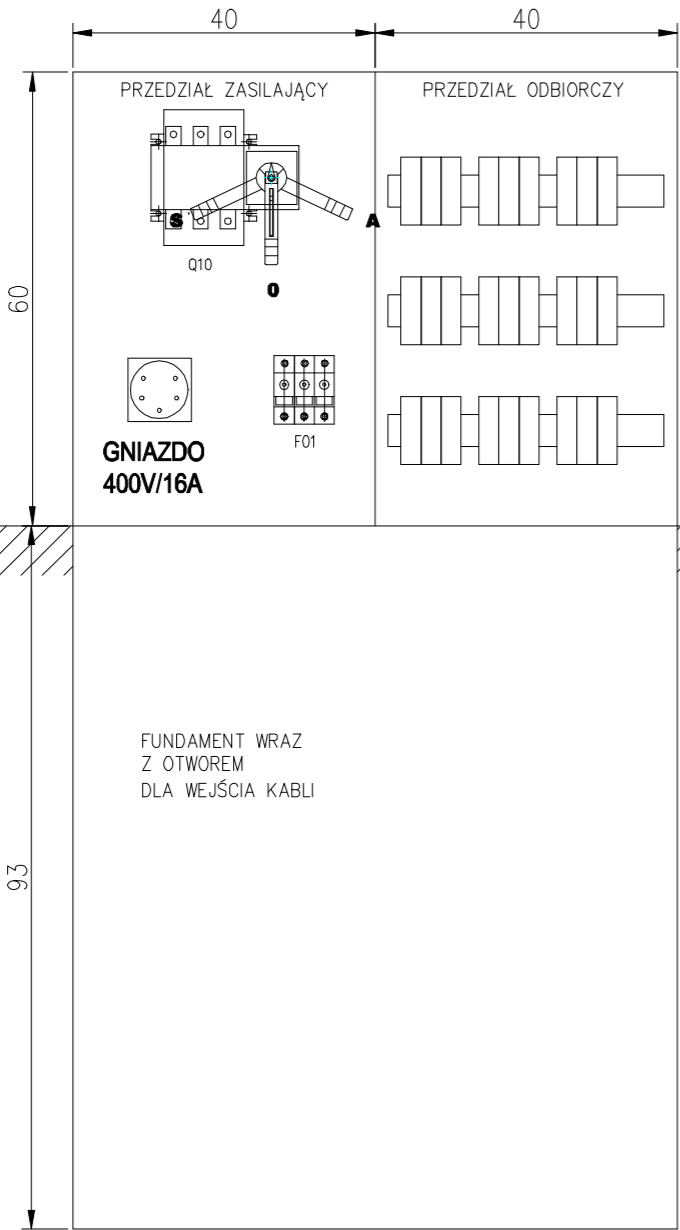 40
40
PRZEDZIAŁ ZASILAJĄCY
PRZEDZIAŁ ODBIORCZY
S
A
Q10
0
60
GNIAZDO
400V/16A
F01
FUNDAMENT WRAZ
Z OTWOREM
DLA WEJŚCIA KABLI
93